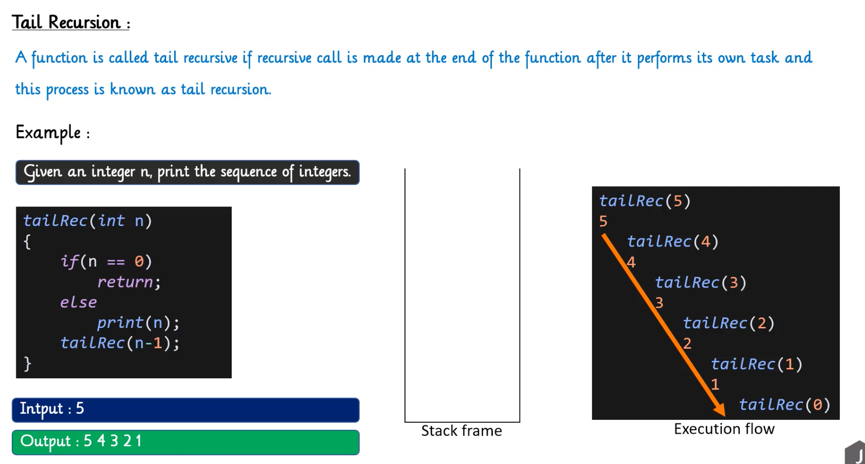 Tail Recursion :
A function is called tail recursive if recursive call is made at the end of the function after it performs its own task and
this process is known as tail recursion.
Example :
Given an integer n, print the sequence of integers.
tailRec(int n)
{
if(n == 0)
return;
else
print(n);
tailRec(n-1);
}
Intput : 5
Output : 5 4 3 2 1
Stack frame
tailRec(5)
5
tailRec(4)
4
tailRec(3)
3
tailRec(2)
2
tailRec(1)
1
tailRec(0)
Execution flow
J